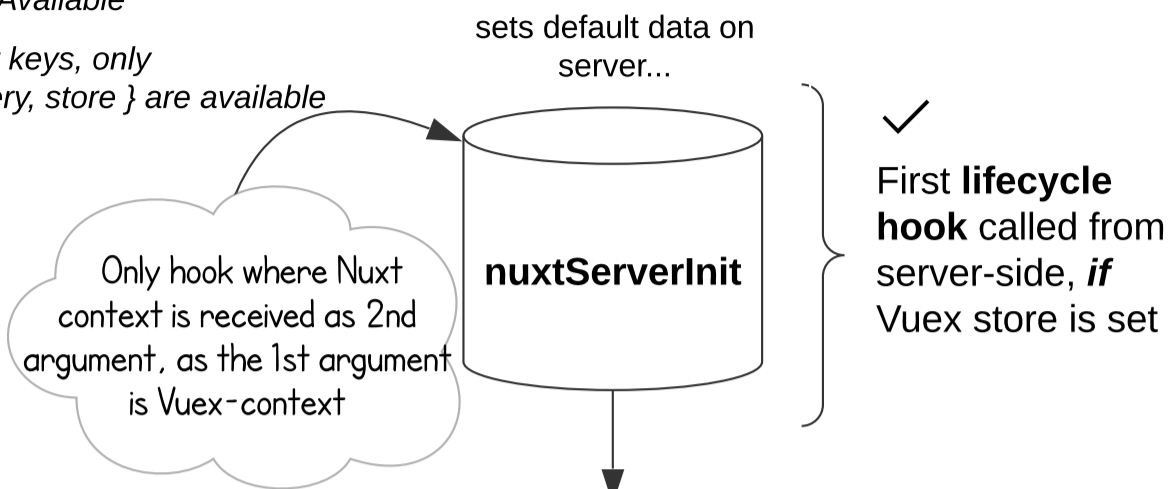 Available
keys, only
ry, store } are available
sets default data on
server...
Only hook where Nuxt
context is received as 2nd
argument, as the 1st argument
is Vuex-context
nuxtServerInit
First lifecycle
hook called from
server-side, if
Vuex store is set